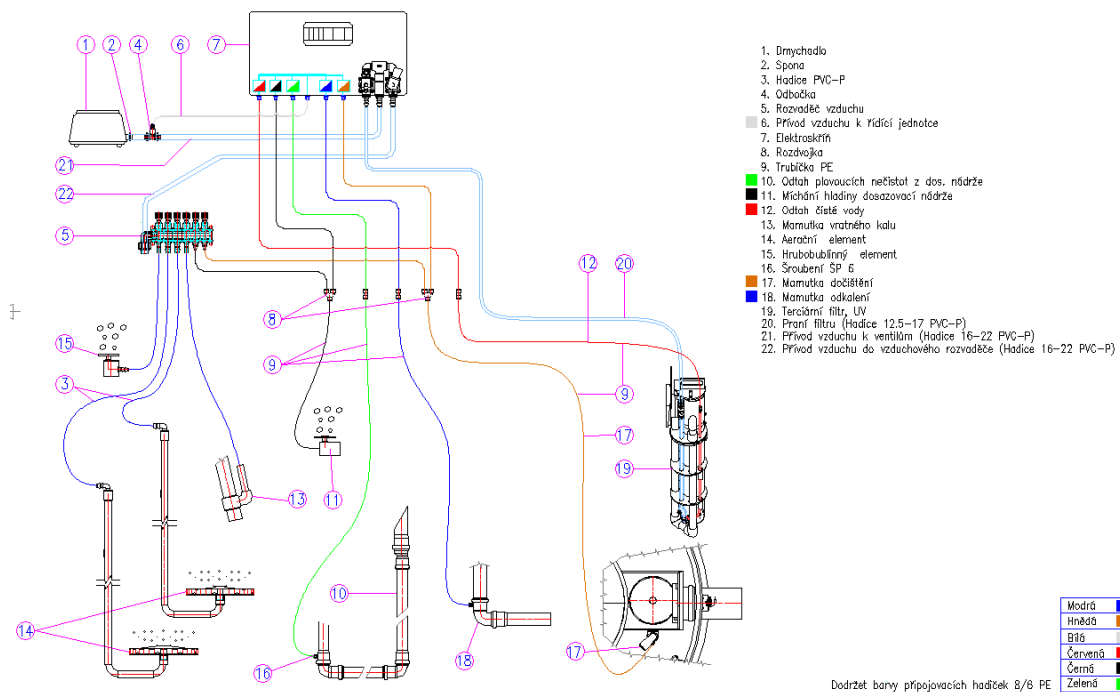 1
2
4
6
7
1. Dmychadlo
2. Spona
3. Hadice PVC-P
4. Odbočka
5. Rozvaděč vzduchu
6. Přívod vzduchu k řídící jednotce
7. Elektroskříň
8. Rozdvojka
9. Trubička PE
10. Odtah plovoucích nečistot z dos. nádrže
11. Míchání hladiny dosazovací nádrže
12. Odtah čisté vody
13. Mamutka vratného kalu
14. Aerační element
15. Hrubobublinný element
16. Šroubení ŠP 6
17. Mamutka dočištění
18. Mamutka odkalení
19. Terciární filtr, UV
20. Praní filtru (Hadice 12.5-17 PVC-P)
21. Přívod vzduchu k ventilům (Hadice 16-22 PVC-P)
22. Přívod vzduchu do vzduchového rozvaděče (Hadice 16-22 PVC-P)
21
22
5
12
20
8
15
9
3
9
17
19
13
11
10
14
16
18
17
Modrá
Hnědá
Bílá
Červená
Černá
Zelená
Dodržet barvy připojovacích hadiček 8/6 PE